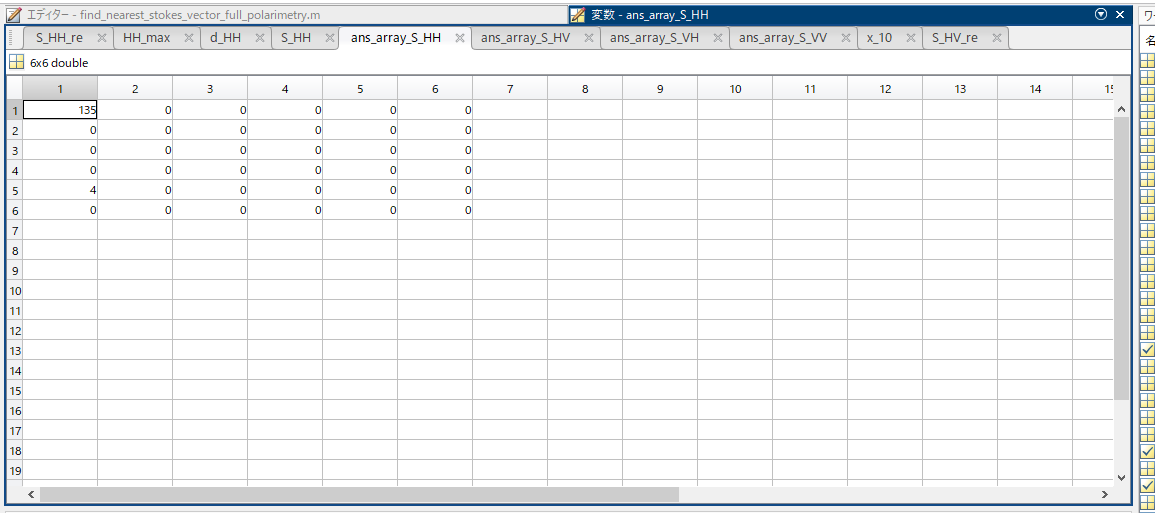 エディター - find_nearest_stokes_vector_full_polarimetry.m
変数 - ans_array_S_HH
ワ
S_HH_re HH_max d_HH S_HH ans_array_S_HH ans_array_S_HV ans_array_S_VH ans_array_S_VV x_10 S_HV_re
名
6x6 double
1 2 3 4 5 6 7 8 9 10 11 12 13 14 15
1 135 0 0 0 0 0
2 0 0 0 0 0 0
3 0 0 0 0 0 0
4 0 0 0 0 0 0
5 4 0 0 0 0 0
6 0 0 0 0 0 0
7
8
9
10
11
12
13
14
15
16
17
18
19